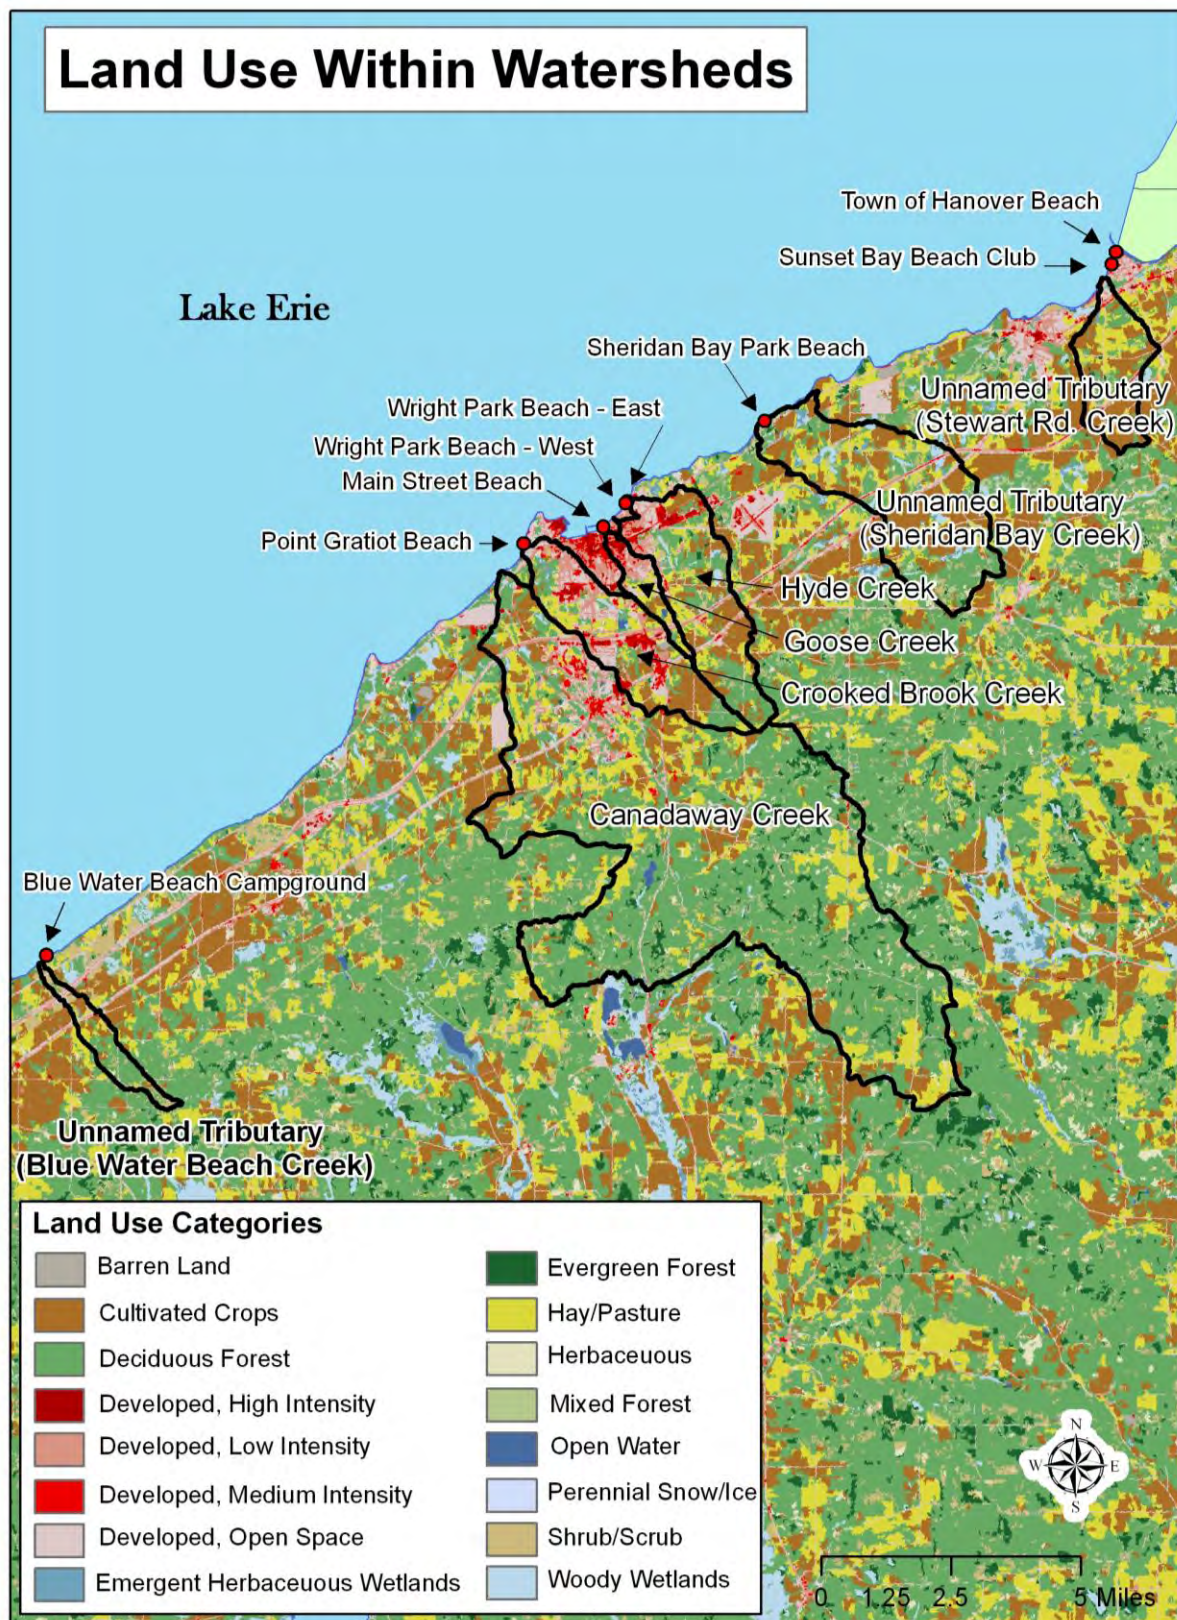 Land Use Within Watersheds
Town of Hanover Beach
Sunset Bay Beach Club
Lake Erie
Sheridan Bay Park Beach
Unnamed Tributary
(Stewart Rd. Creek)
Wright Park Beach - East
Wright Park Beach - West
Main Street Beach
Point Gratiot Beach
Unnamed Tributary
(Sheridan Bay Creek)
Hyde Creek
Goose Creek
Crooked Brook Creek
Canadaway Creek
Blue Water Beach Campground
Unnamed Tributary
(Blue Water Beach Creek)
Land Use Categories
Barren Land
Cultivated Crops
Deciduous Forest
Developed, High Intensity
Developed, Low Intensity
Developed, Medium Intensity
Developed, Open Space
Emergent Herbaceuous Wetlands
Evergreen Forest
Hay/Pasture
Herbaceuous
Mixed Forest
Open Water
Perennial Snow/Ice
Shrub/Scrub
Woody Wetlands
N
W E
S
0 1.25 2.5 5 Miles